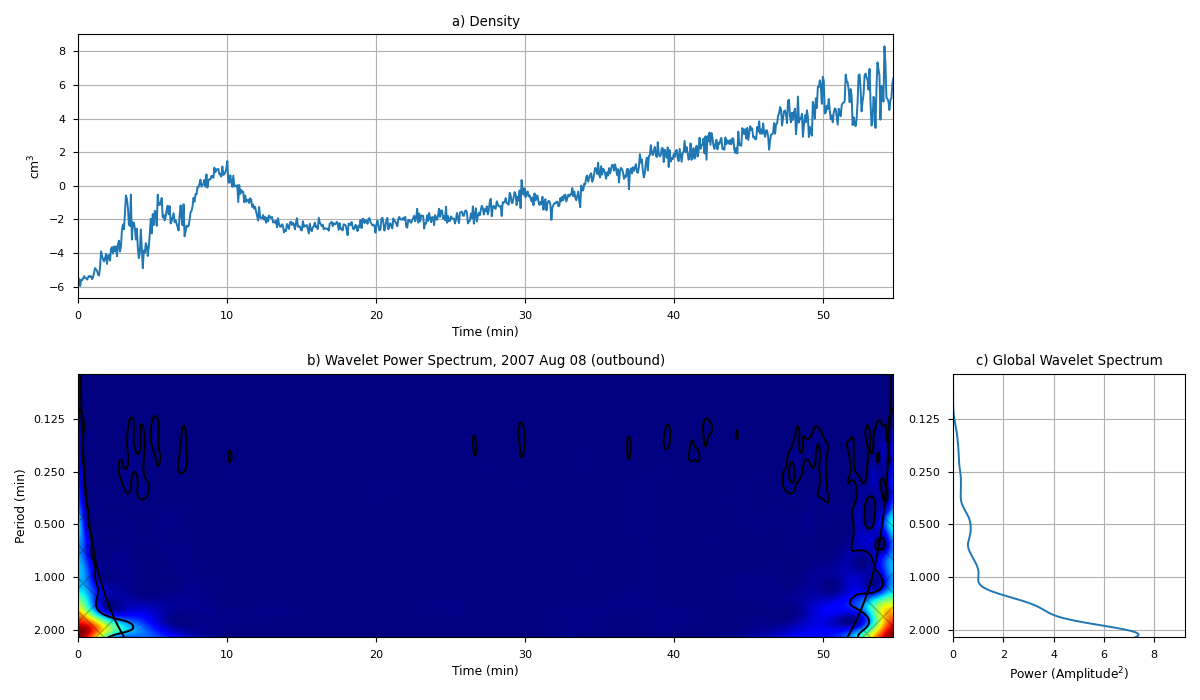 a) Density
cm³
8
6
4
2
0
−2
−4
−6
0 10 20 30 40 50
Time (min)
b) Wavelet Power Spectrum, 2007 Aug 08 (outbound)
Period (min)
0.125
0.250
0.500
1.000
2.000
0 10 20 30 40 50
Time (min)
c) Global Wavelet Spectrum
0.125
0.250
0.500
1.000
2.000
0 2 4 6 8
Power (Amplitude²)